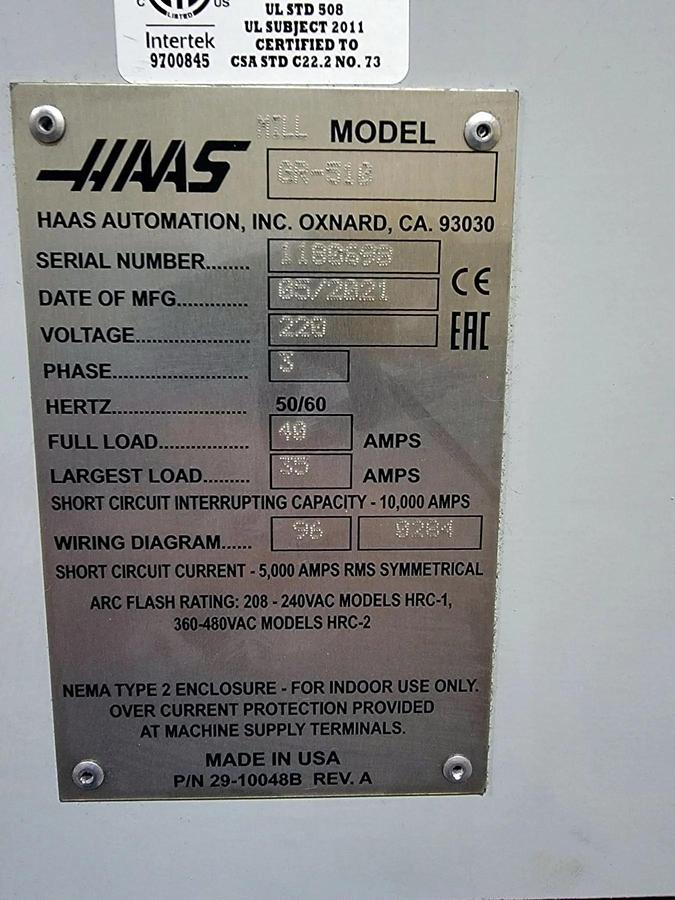 C US
LISTED
Intertek
9700845
UL STD 508
UL SUBJECT 2011
CERTIFIED TO
CSA STD C22.2 NO. 73
HAAS
MILL MODEL
GR-510
HAAS AUTOMATION, INC. OXNARD, CA. 93030
SERIAL NUMBER........
DATE OF MFG............. 05/2021
CE
VOLTAGE.................... 220
EAC
PHASE........................ 3
HERTZ........................ 50/60
FULL LOAD................ 40 AMPS
LARGEST LOAD........ 35 AMPS
SHORT CIRCUIT INTERRUPTING CAPACITY - 10,000 AMPS
WIRING DIAGRAM...... 96 0284
SHORT CIRCUIT CURRENT - 5,000 AMPS RMS SYMMETRICAL
ARC FLASH RATING: 208 - 240VAC MODELS HRC-1,
360-480VAC MODELS HRC-2
NEMA TYPE 2 ENCLOSURE - FOR INDOOR USE ONLY.
OVER CURRENT PROTECTION PROVIDED
AT MACHINE SUPPLY TERMINALS.
MADE IN USA
P/N 29-10048B REV. A